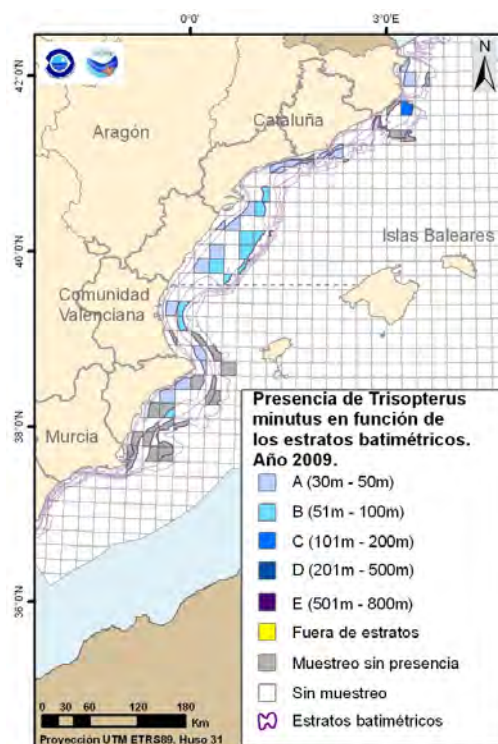 0°0'
3°0'E
42°0'N
Cataluña
Aragón
40°0'N
Islas Baleares
Comunidad
Valenciana
38°0'N
Murcia
36°0'N
Presencia de Trisopterus
minutus en función de
los estratos batimétricos.
Año 2009.
A (30m - 50m)
B (51m - 100m)
C (101m - 200m)
D (201m - 500m)
E (501m - 800m)
Fuera de estratos
Muestreo sin presencia
Sin muestreo
Estratos batimétricos
N
0 30 60 120 180
Km
Proyección UTM ETRS89. Huso 31